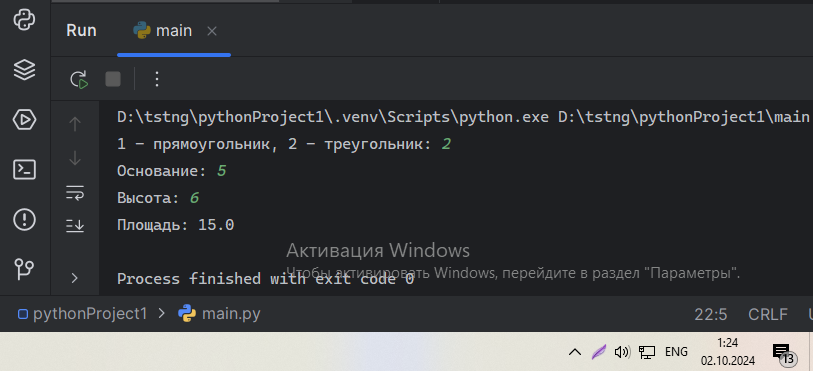 Run main
D:\tstng\pythonProject1\.venv\Scripts\python.exe D:\tstng\pythonProject1\main
1 - прямоугольник, 2 - треугольник: 2
Основание: 5
Высота: 6
Площадь: 15.0
Активация Windows
Чтобы активировать Windows, перейдите в раздел "Параметры".
Process finished with exit code 0
pythonProject1 > main.py 22:5 CRLF
ENG 1:24
02.10.2024 13